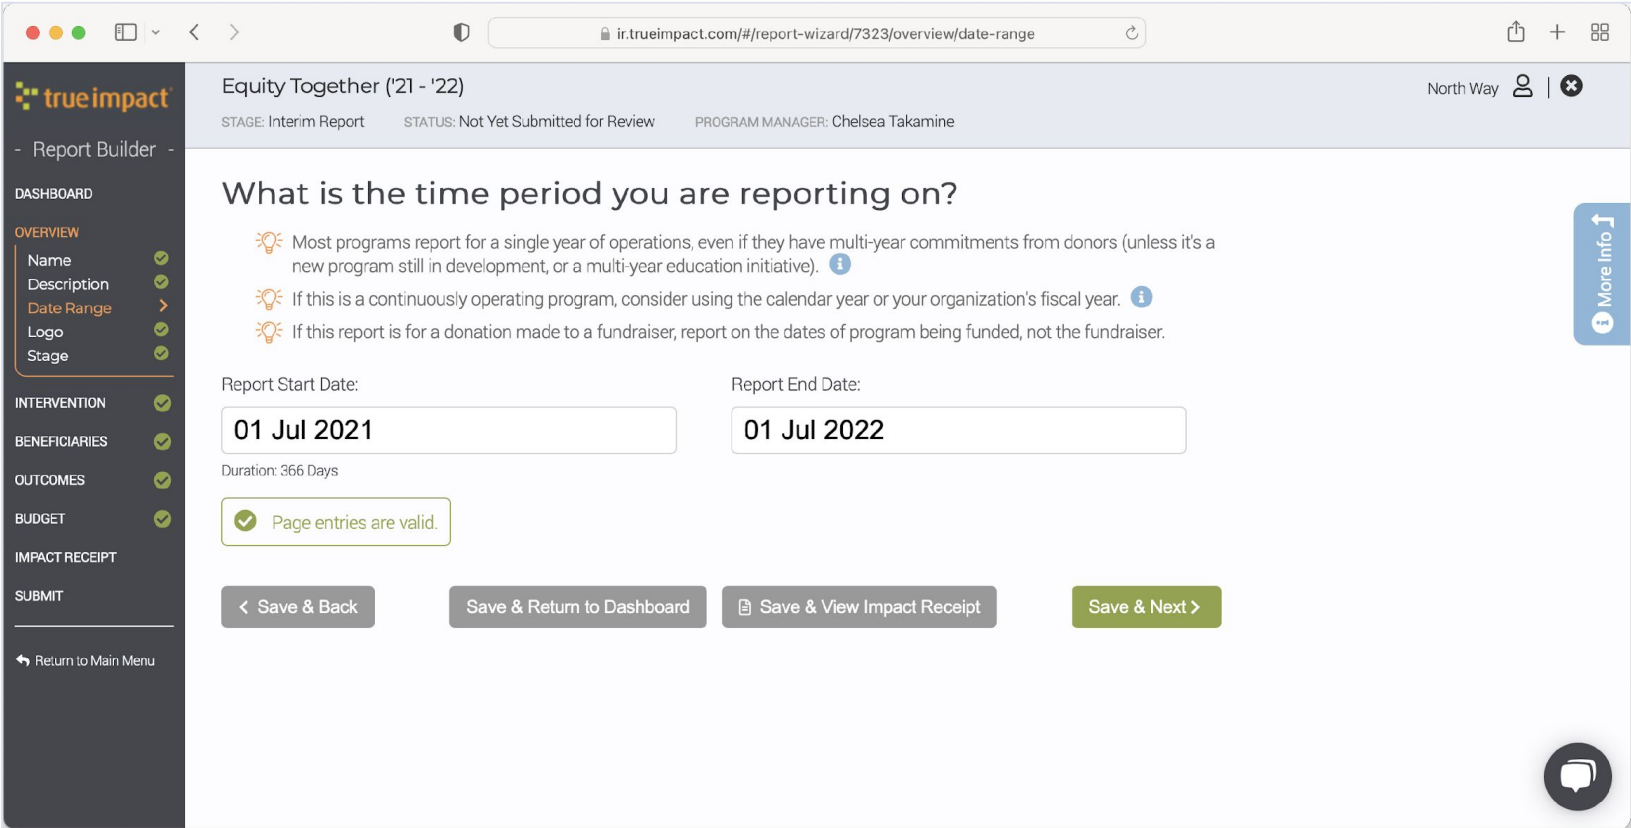 ir.trueimpact.com/#/report-wizard/7323/overview/date-range
true impact
- Report Builder -
DASHBOARD
OVERVIEW
Name
Description
Date Range
Logo
Stage
INTERVENTION
BENEFICIARIES
OUTCOMES
BUDGET
IMPACT RECEIPT
SUBMIT
Return to Main Menu
Equity Together ('21 - '22)
North Way
STAGE: Interim Report STATUS: Not Yet Submitted for Review PROGRAM MANAGER: Chelsea Takamine
What is the time period you are reporting on?
Most programs report for a single year of operations, even if they have multi-year commitments from donors (unless it's a
new program still in development, or a multi-year education initiative).
If this is a continuously operating program, consider using the calendar year or your organization's fiscal year.
If this report is for a donation made to a fundraiser, report on the dates of program being funded, not the fundraiser.
More Info
Report Start Date: Report End Date:
01 Jul 2021 01 Jul 2022
Duration: 366 Days
Page entries are valid.
Save & Back Save & Return to Dashboard Save & View Impact Receipt Save & Next